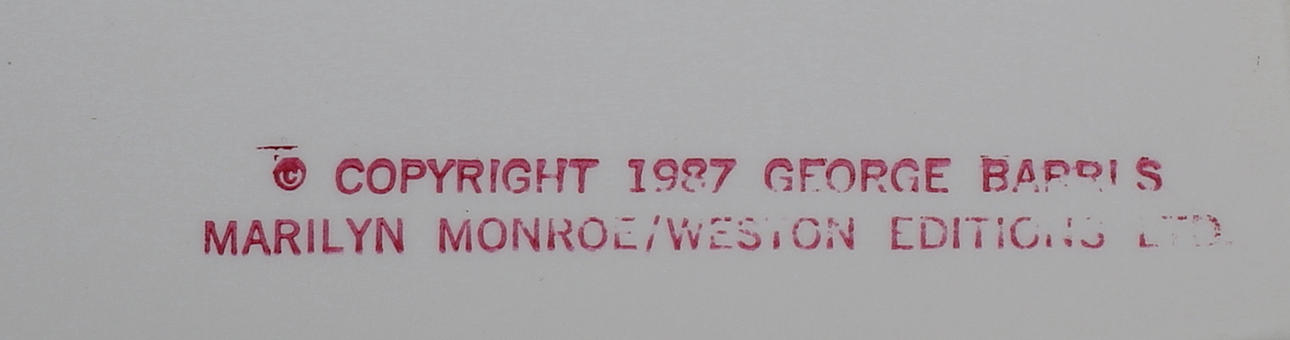 © COPYRIGHT 1987 GEORGE BARRIS
MARILYN MONROE/WESTON EDITIONS LTD.